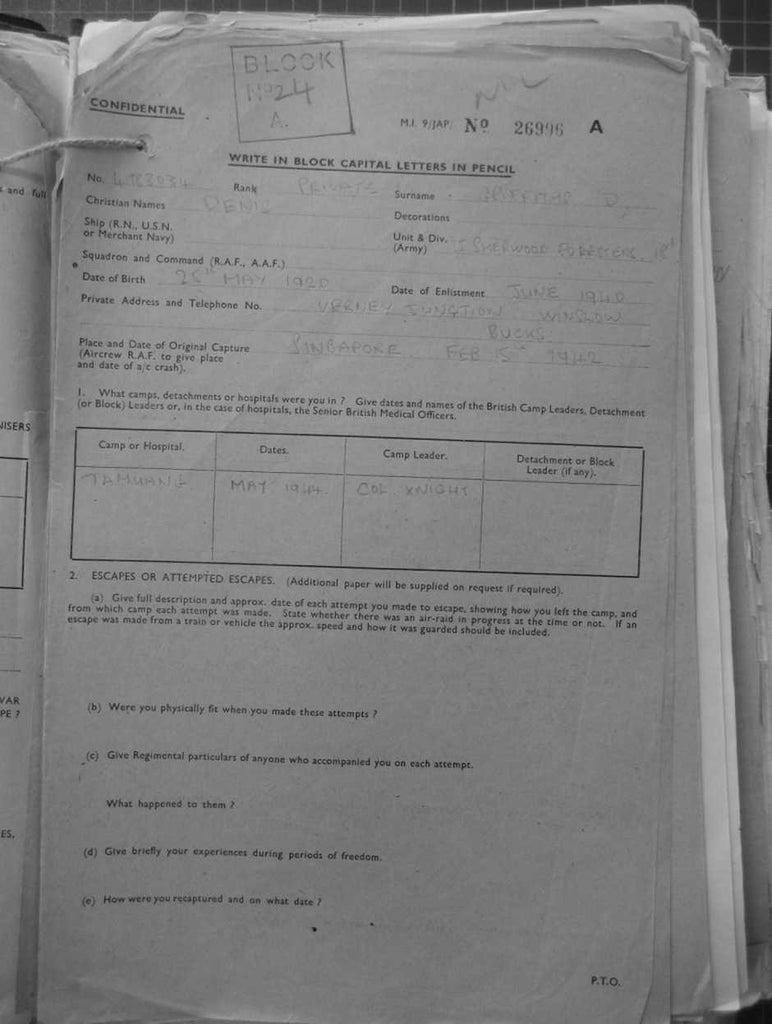 BLOCK
No 24
A.
NIL
CONFIDENTIAL
M.I. 9/JAP/ No 26996 A
WRITE IN BLOCK CAPITAL LETTERS IN PENCIL
No. Rank PRIVATE Surname GRIFFITHS D.
Christian Names DENIS Decorations
Ship (R.N., U.S.N.
or Merchant Navy)
Unit & Div.
(Army) SHERWOOD FORESTERS. 18th
Squadron and Command (R.A.F., A.A.F.)
Date of Birth 25th MAY 1920 Date of Enlistment JUNE 1940
Private Address and Telephone No. VERNEY JUNCTION WINSLOW
BUCKS
Place and Date of Original Capture SINGAPORE FEB 15th 1942
(Aircrew R.A.F. to give place
and date of a/c crash).
1. What camps, detachments or hospitals were you in ? Give dates and names of the British Camp Leaders, Detachment
(or Block) Leaders or, in the case of hospitals, the Senior British Medical Officers.
Camp or Hospital. Dates. Camp Leader. Detachment or Block
Leader (if any).
TAMUANG MAY 1944 COL KNIGHT
2. ESCAPES OR ATTEMPTED ESCAPES. (Additional paper will be supplied on request if required).
(a) Give full description and approx. date of each attempt you made to escape, showing how you left the camp, and
from which camp each attempt was made. State whether there was an air-raid in progress at the time or not. If an
escape was made from a train or vehicle the approx. speed and how it was guarded should be included.
(b) Were you physically fit when you made these attempts ?
(c) Give Regimental particulars of anyone who accompanied you on each attempt.
What happened to them ?
(d) Give briefly your experiences during periods of freedom.
(e) How were you recaptured and on what date ?
P.T.O.
and full
NISERS
VAR
PE ?
ES.